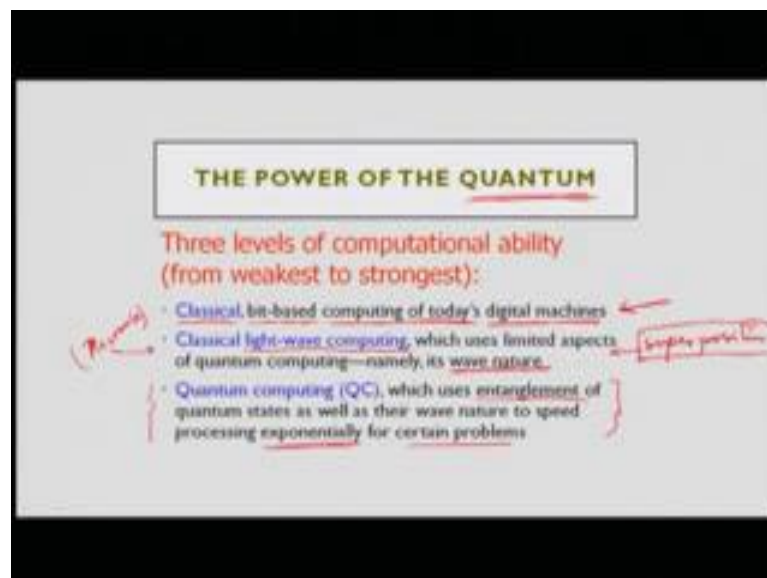 THE POWER OF THE QUANTUM
Three levels of computational ability
(from weakest to strongest):
· Classical, bit-based computing of today's digital machines
· Classical light-wave computing, which uses limited aspects
of quantum computing—namely, its wave nature
· Quantum computing (QC), which uses entanglement of
quantum states as well as their wave nature to speed
processing exponentially for certain problems